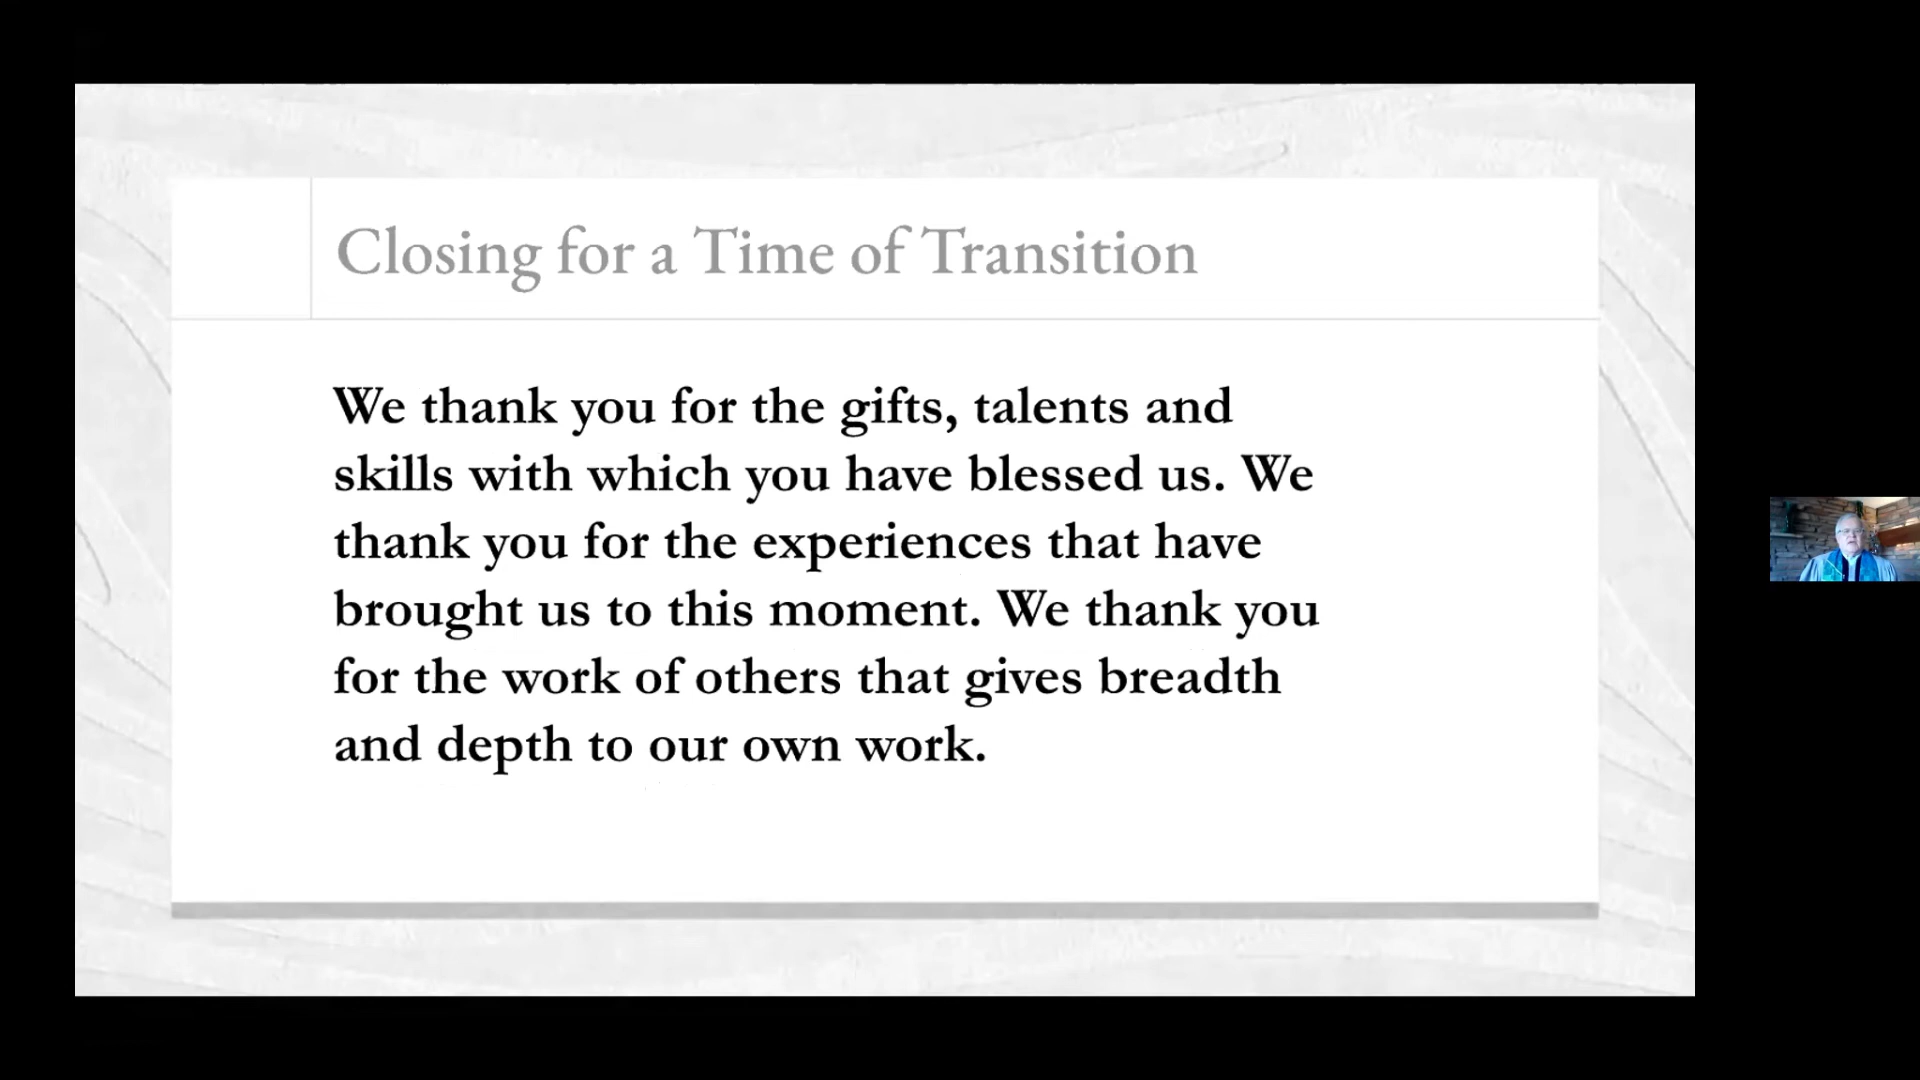 Closing for a Time of Transition
We thank you for the gifts, talents and
skills with which you have blessed us. We
thank you for the experiences that have
brought us to this moment. We thank you
for the work of others that gives breadth
and depth to our own work.